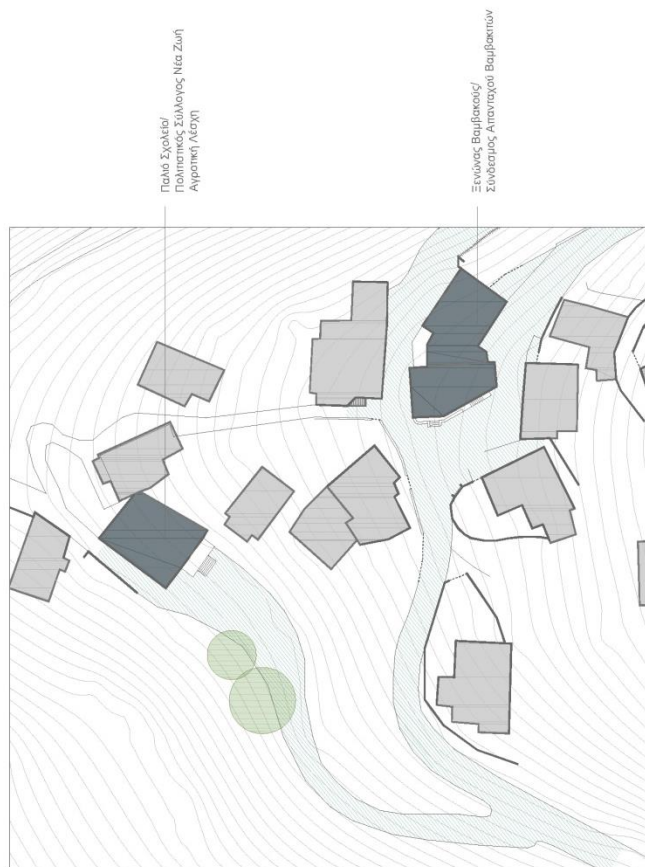 Παλιό Σχολείο/
Πολιτιστικός Σύλλογος Νέα Ζωή
Αγροτική Λέσχη
Ξενώνας Βαμβακούς/
Σύνδεσμος Απανταχού Βαμβακιτών